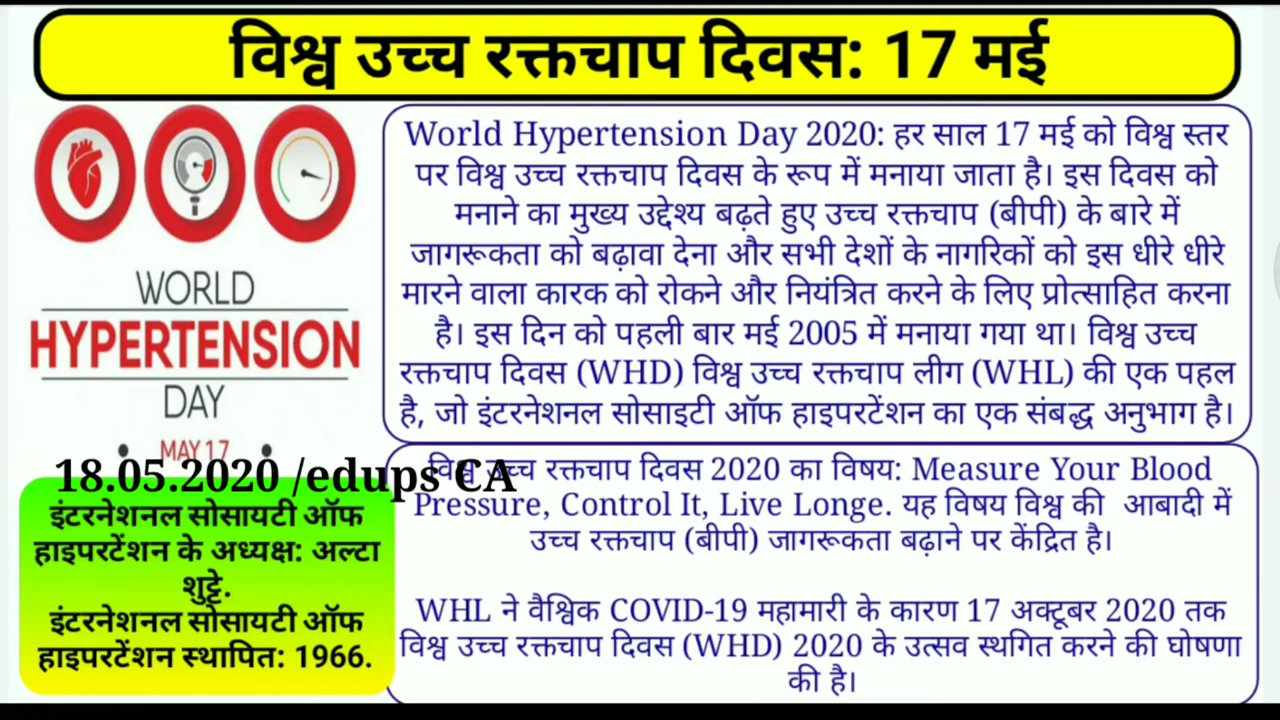 विश्व उच्च रक्तचाप दिवस: 17 मई
World Hypertension Day 2020: हर साल 17 मई को विश्व स्तर
पर विश्व उच्च रक्तचाप दिवस के रूप में मनाया जाता है। इस दिवस को
मनाने का मुख्य उद्देश्य बढ़ते हुए उच्च रक्तचाप (बीपी) के बारे में
जागरूकता को बढ़ावा देना और सभी देशों के नागरिकों को इस धीरे धीरे
मारने वाला कारक को रोकने और नियंत्रित करने के लिए प्रोत्साहित करना
है। इस दिन को पहली बार मई 2005 में मनाया गया था। विश्व उच्च
रक्तचाप दिवस (WHD) विश्व उच्च रक्तचाप लीग (WHL) की एक पहल
है, जो इंटरनेशनल सोसाइटी ऑफ हाइपरटेंशन का एक संबद्ध अनुभाग है।
WORLD
HYPERTENSION
DAY
• MAY 17 •
18.05.2020 /edups CA
इंटरनेशनल सोसायटी ऑफ
हाइपरटेंशन के अध्यक्ष: अल्टा
शुट्टे.
इंटरनेशनल सोसायटी ऑफ
हाइपरटेंशन स्थापित: 1966.
विश्व उच्च रक्तचाप दिवस 2020 का विषय: Measure Your Blood
Pressure, Control It, Live Longe. यह विषय विश्व की आबादी में
उच्च रक्तचाप (बीपी) जागरूकता बढ़ाने पर केंद्रित है।
WHL ने वैश्विक COVID-19 महामारी के कारण 17 अक्टूबर 2020 तक
विश्व उच्च रक्तचाप दिवस (WHD) 2020 के उत्सव स्थगित करने की घोषणा
की है।